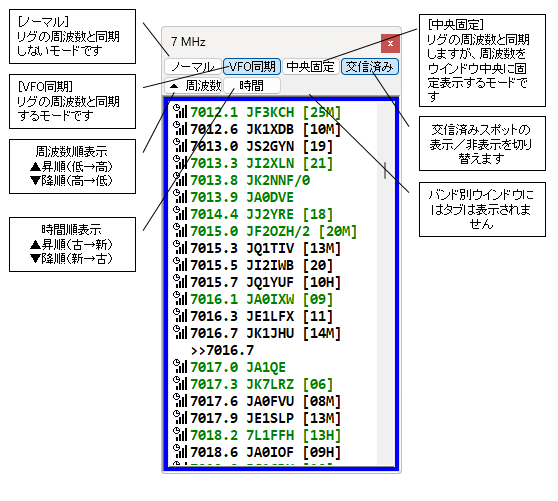 [ノーマル]
リグの周波数と同期
しないモードです
[VFO同期]
リグの周波数と同期
するモードです
周波数順表示
▲昇順(低→高)
▼降順(高→低)
時間順表示
▲昇順(古→新)
▼降順(新→古)
7 MHz
x
ノーマル VFO同期 中央固定 交信済み
▲ 周波数 時間
7012.1 JF3KCH [25M]
7012.6 JK1XDB [10M]
7013.0 JS2GYN [19]
7013.3 JI2XLN [21]
7013.8 JK2NNF/0
7013.9 JA0DVE
7014.4 JJ2YRE [18]
7015.0 JF2OZH/2 [20M]
7015.3 JQ1TIV [13M]
7015.5 JI2IWB [20]
7015.7 JQ1YUF [10H]
7016.1 JA0IXW [09]
7016.3 JE1LFX [11]
7016.7 JK1JHU [14M]
>>7016.7
7017.0 JA1QE
7017.3 JK7LRZ [06]
7017.6 JA0FVU [08M]
7017.9 JE1SLP [13M]
7018.2 7L1FFH [13H]
7018.6 JA0IOF [09H]
[中央固定]
リグの周波数と同期
しますが、周波数
をウインドウ中央に固
定表示するモードで
す
交信済みスポットの
表示／非表示を切り
替えます
バンド別ウインドウに
はタブは表示されま
せん